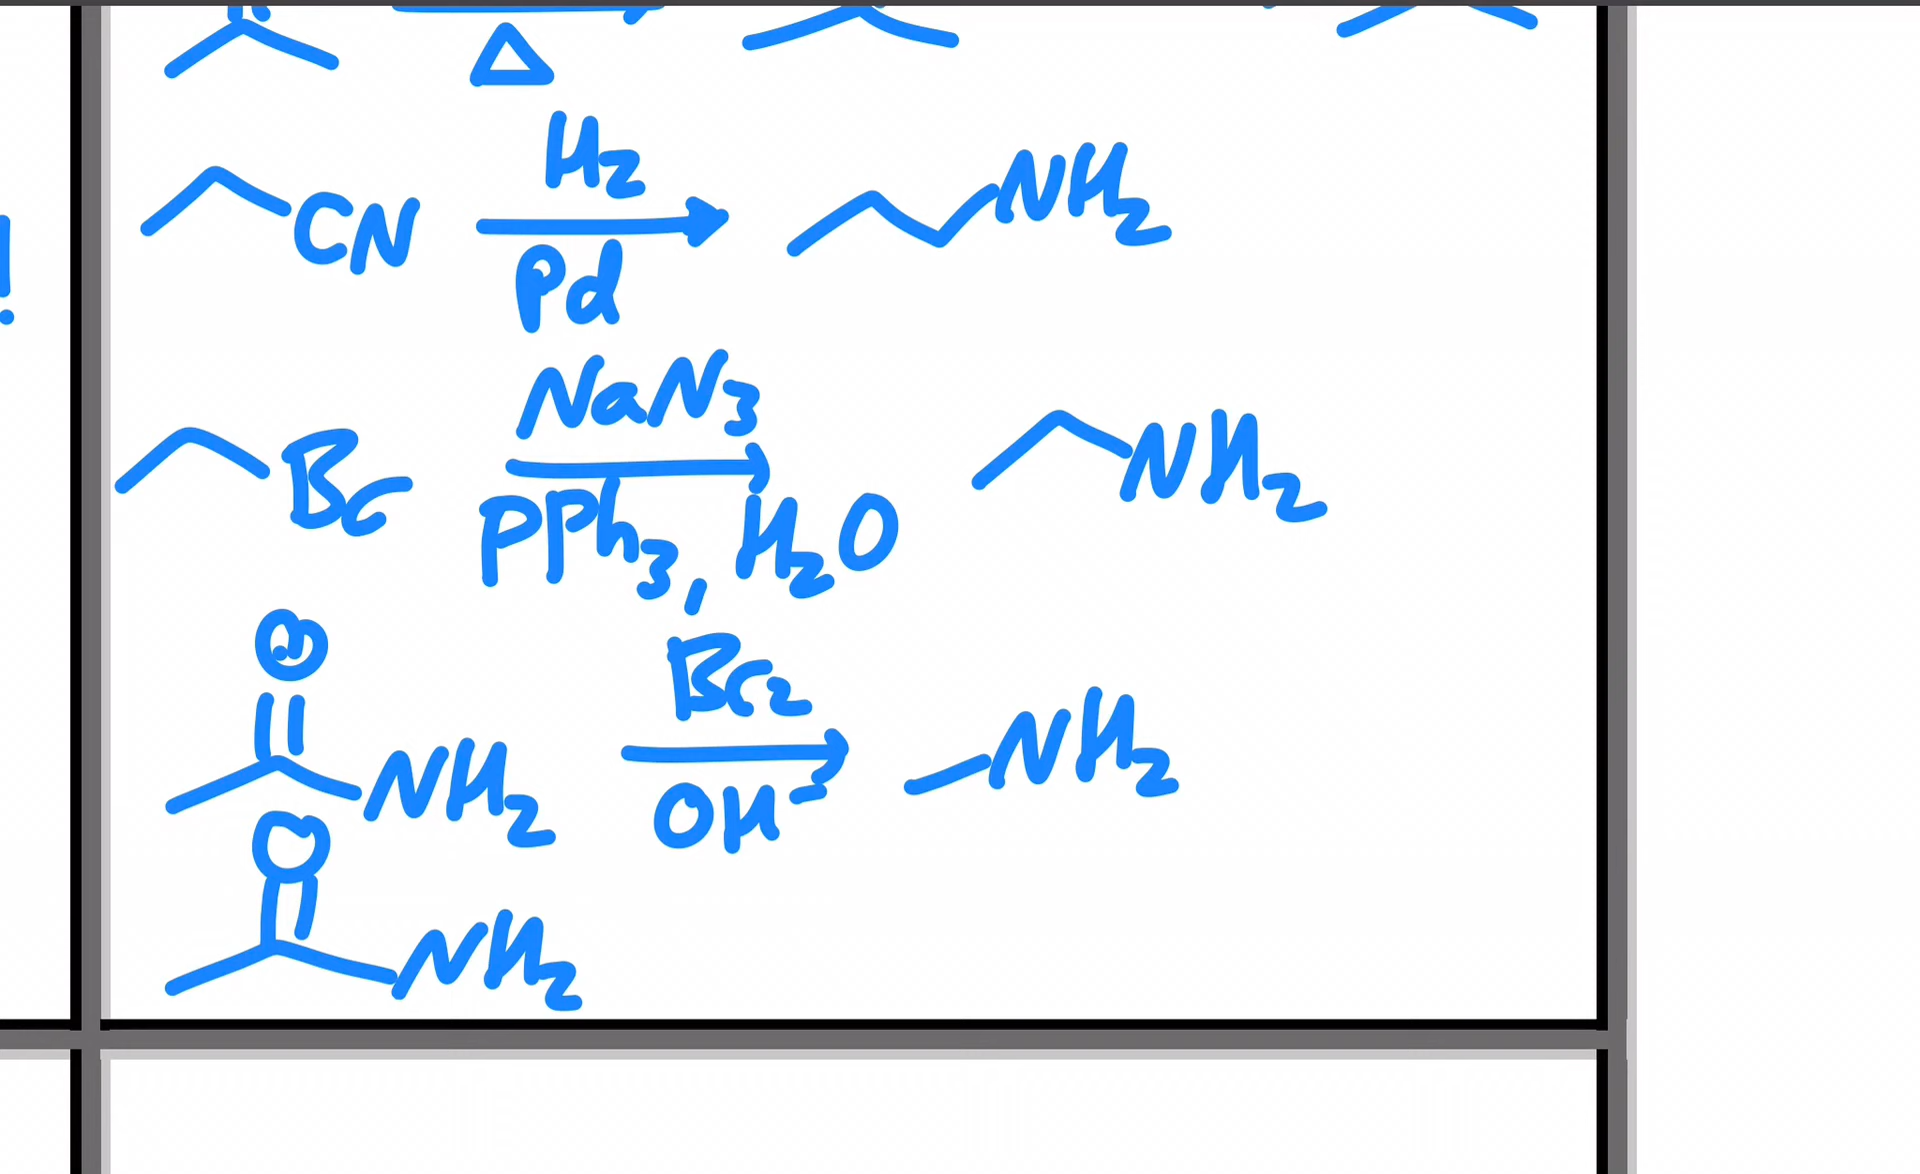 Δ
H₂
CN NH₂
Pd
!
NaN₃
Br NH₂
PPh₃, H₂O
O
Br₂
NH₂ NH₂
OH⁻
O
NH₂